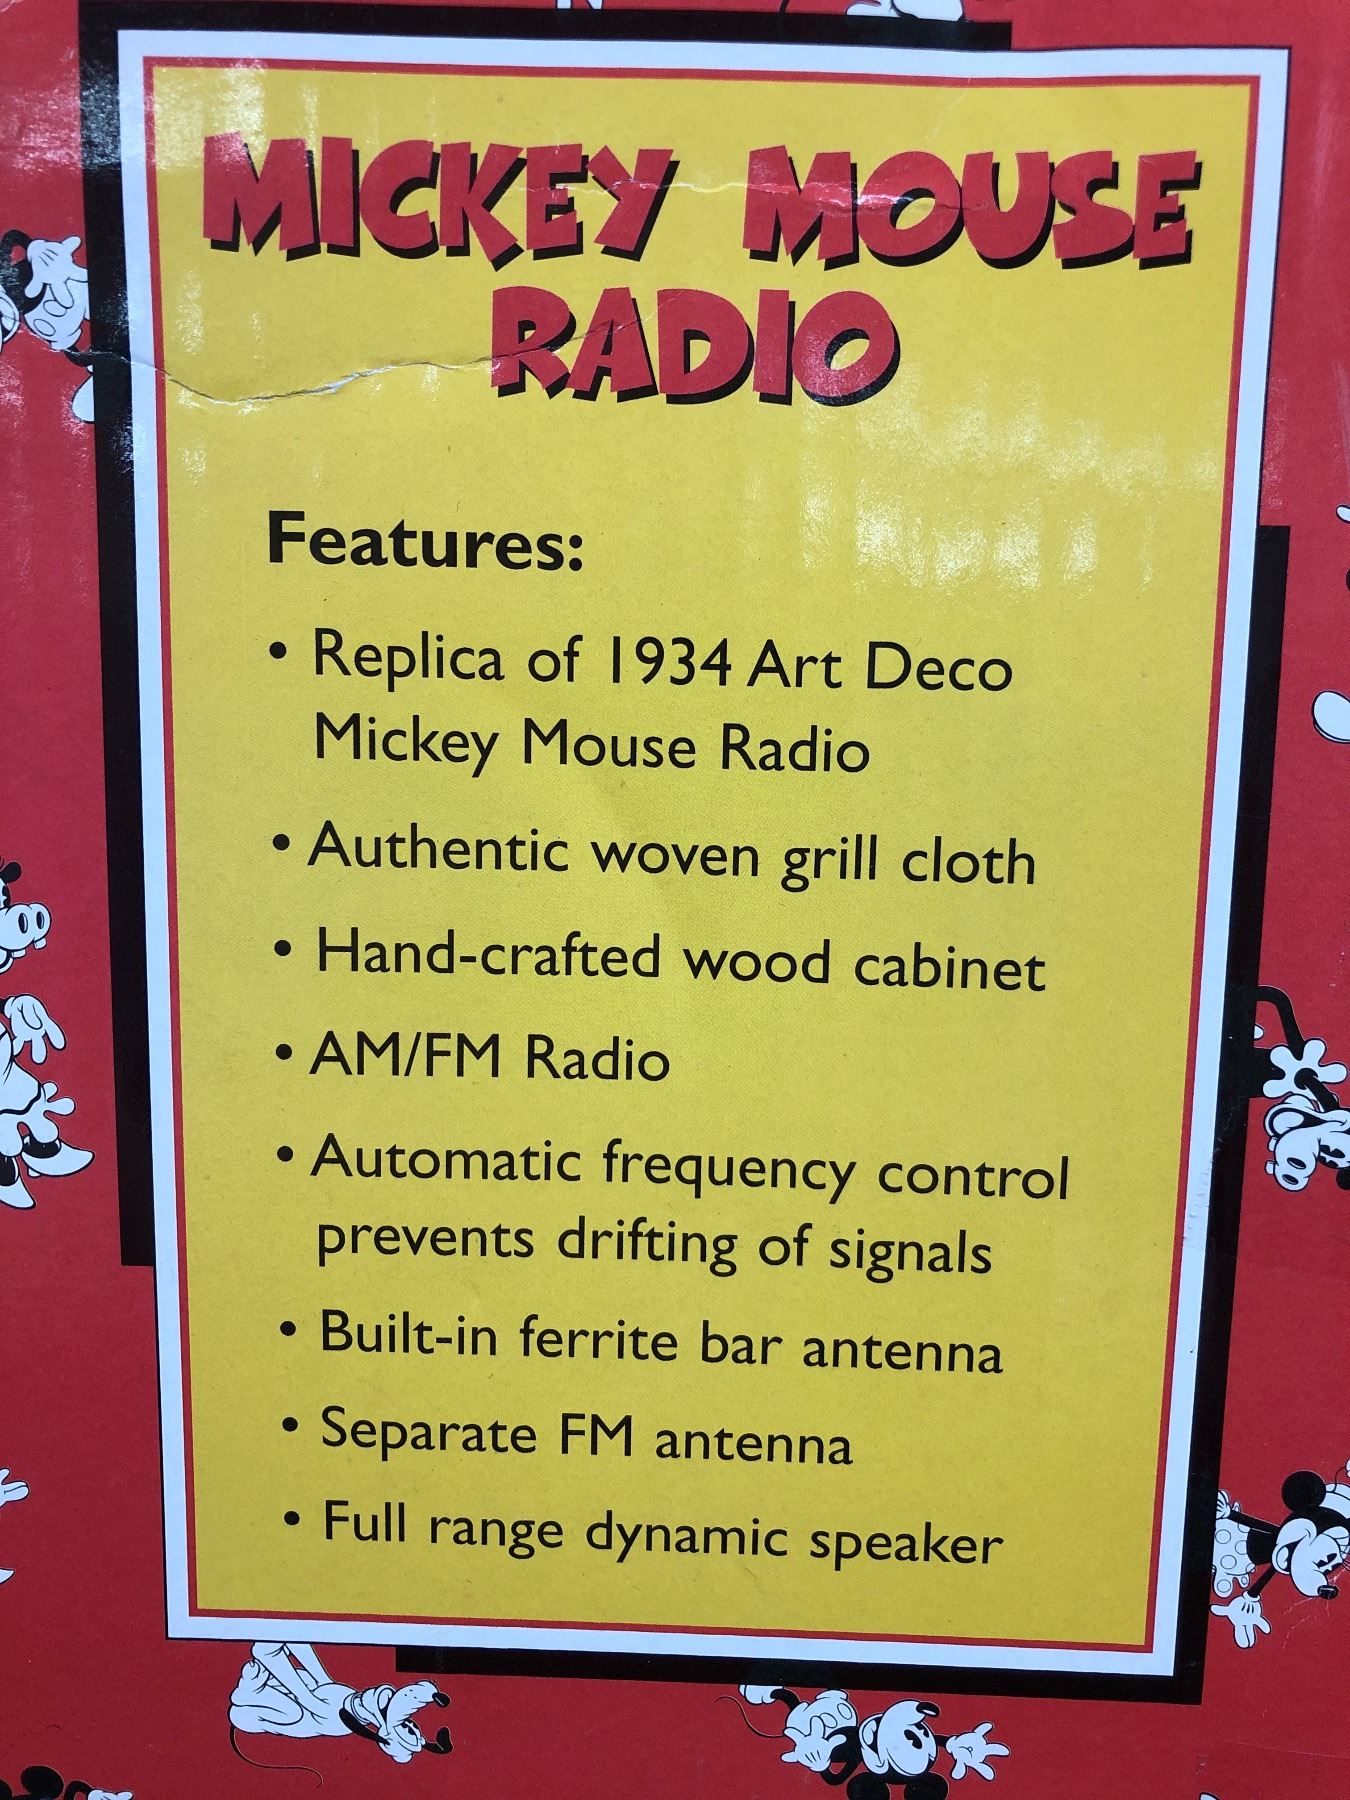 MICKEY MOUSE
RADIO
Features:
• Replica of 1934 Art Deco
Mickey Mouse Radio
• Authentic woven grill cloth
• Hand-crafted wood cabinet
• AM/FM Radio
• Automatic frequency control
prevents drifting of signals
• Built-in ferrite bar antenna
• Separate FM antenna
• Full range dynamic speaker